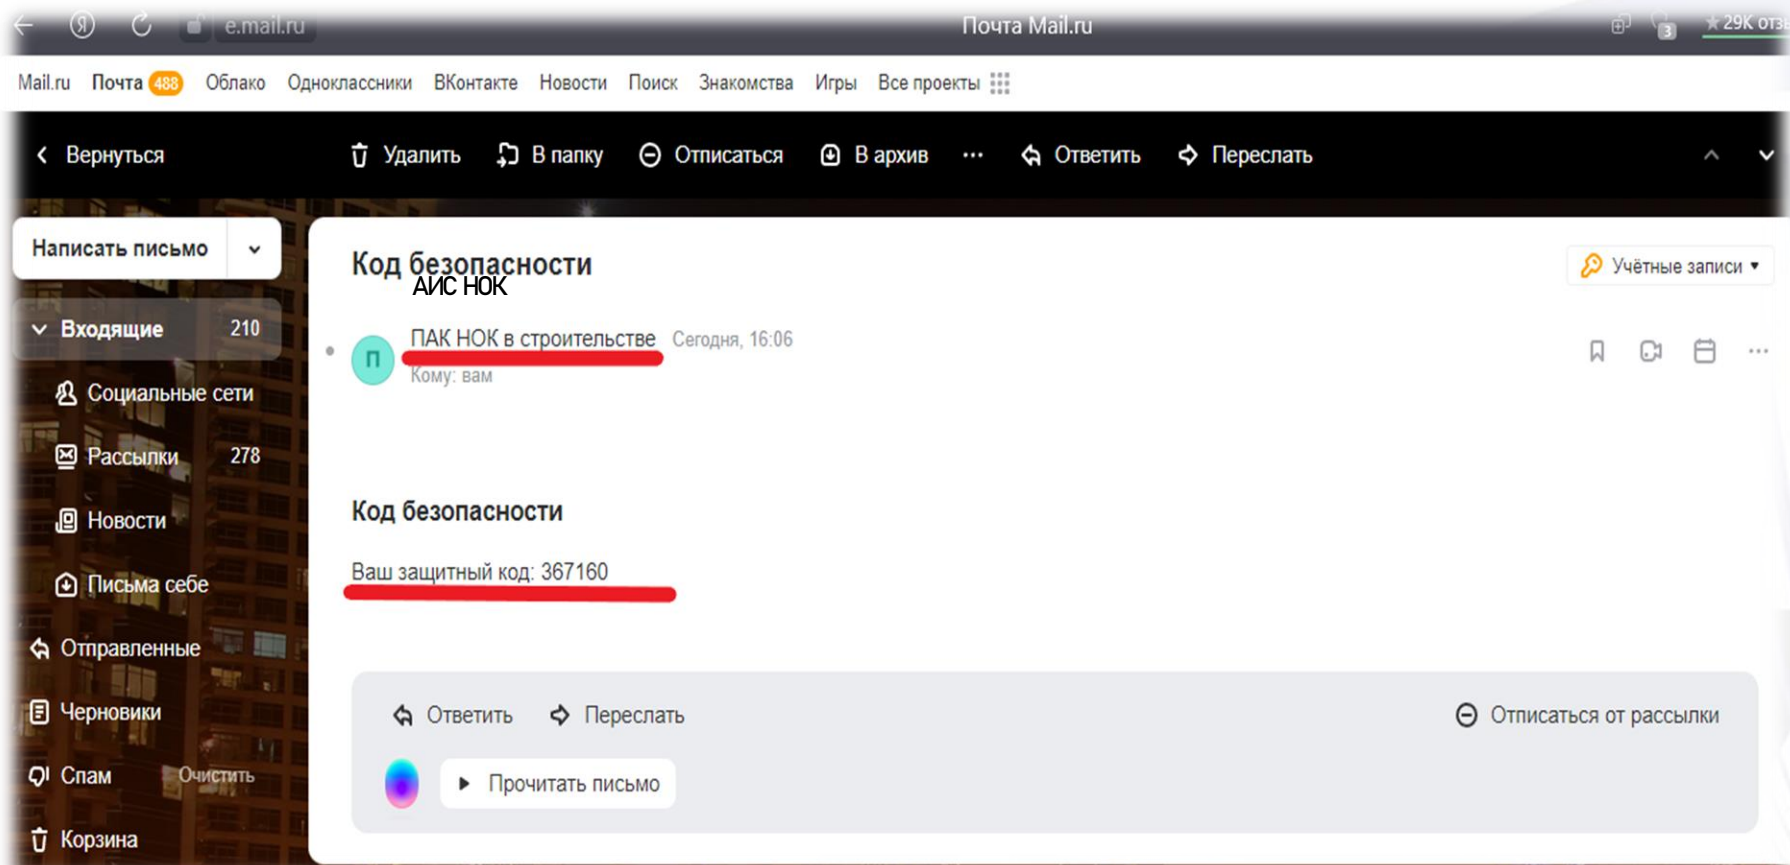 e.mail.ru Почта Mail.ru 3 ★ 29K
Mail.ru Почта 488 Облако Одноклассники ВКонтакте Новости Поиск Знакомства Игры Все проекты
Вернуться Удалить В папку Отписаться В архив ... Ответить Переслать
Написать письмо
Код безопасности
Учётные записи
АИС НОК
Входящие 210
П
ПАК НОК в строительстве Сегодня, 16:06
Кому: вам
Социальные сети
Рассылки 278
Новости
Письма себе
Отправленные
Черновики
Спам Очистить
Корзина
Код безопасности
Ваш защитный код: 367160
Ответить Переслать Отписаться от рассылки
Прочитать письмо